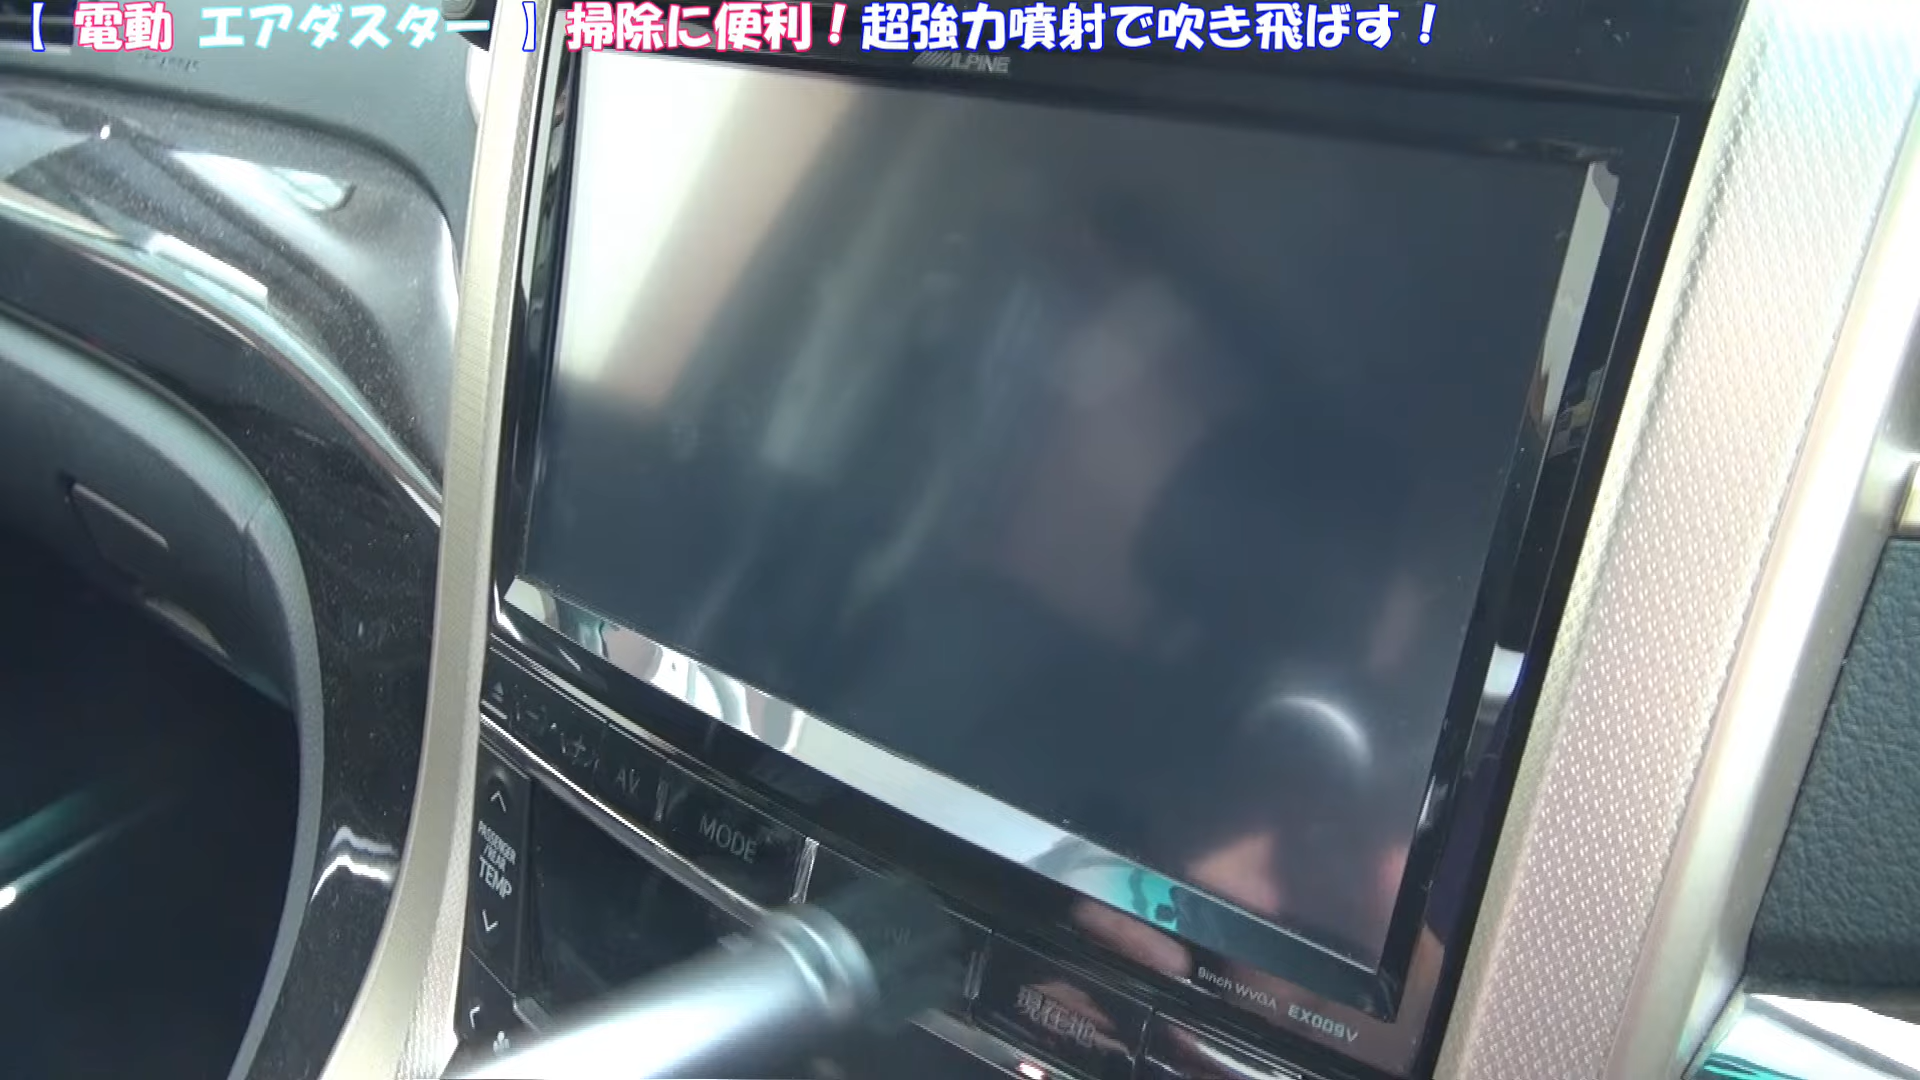 【 電動 エアダスター 】掃除に便利！超強力噴射で吹き飛ばす！
ALPINE
AV
MODE
PASSENGER
/REAR
TEMP
現在地
9inch WVGA EX009V